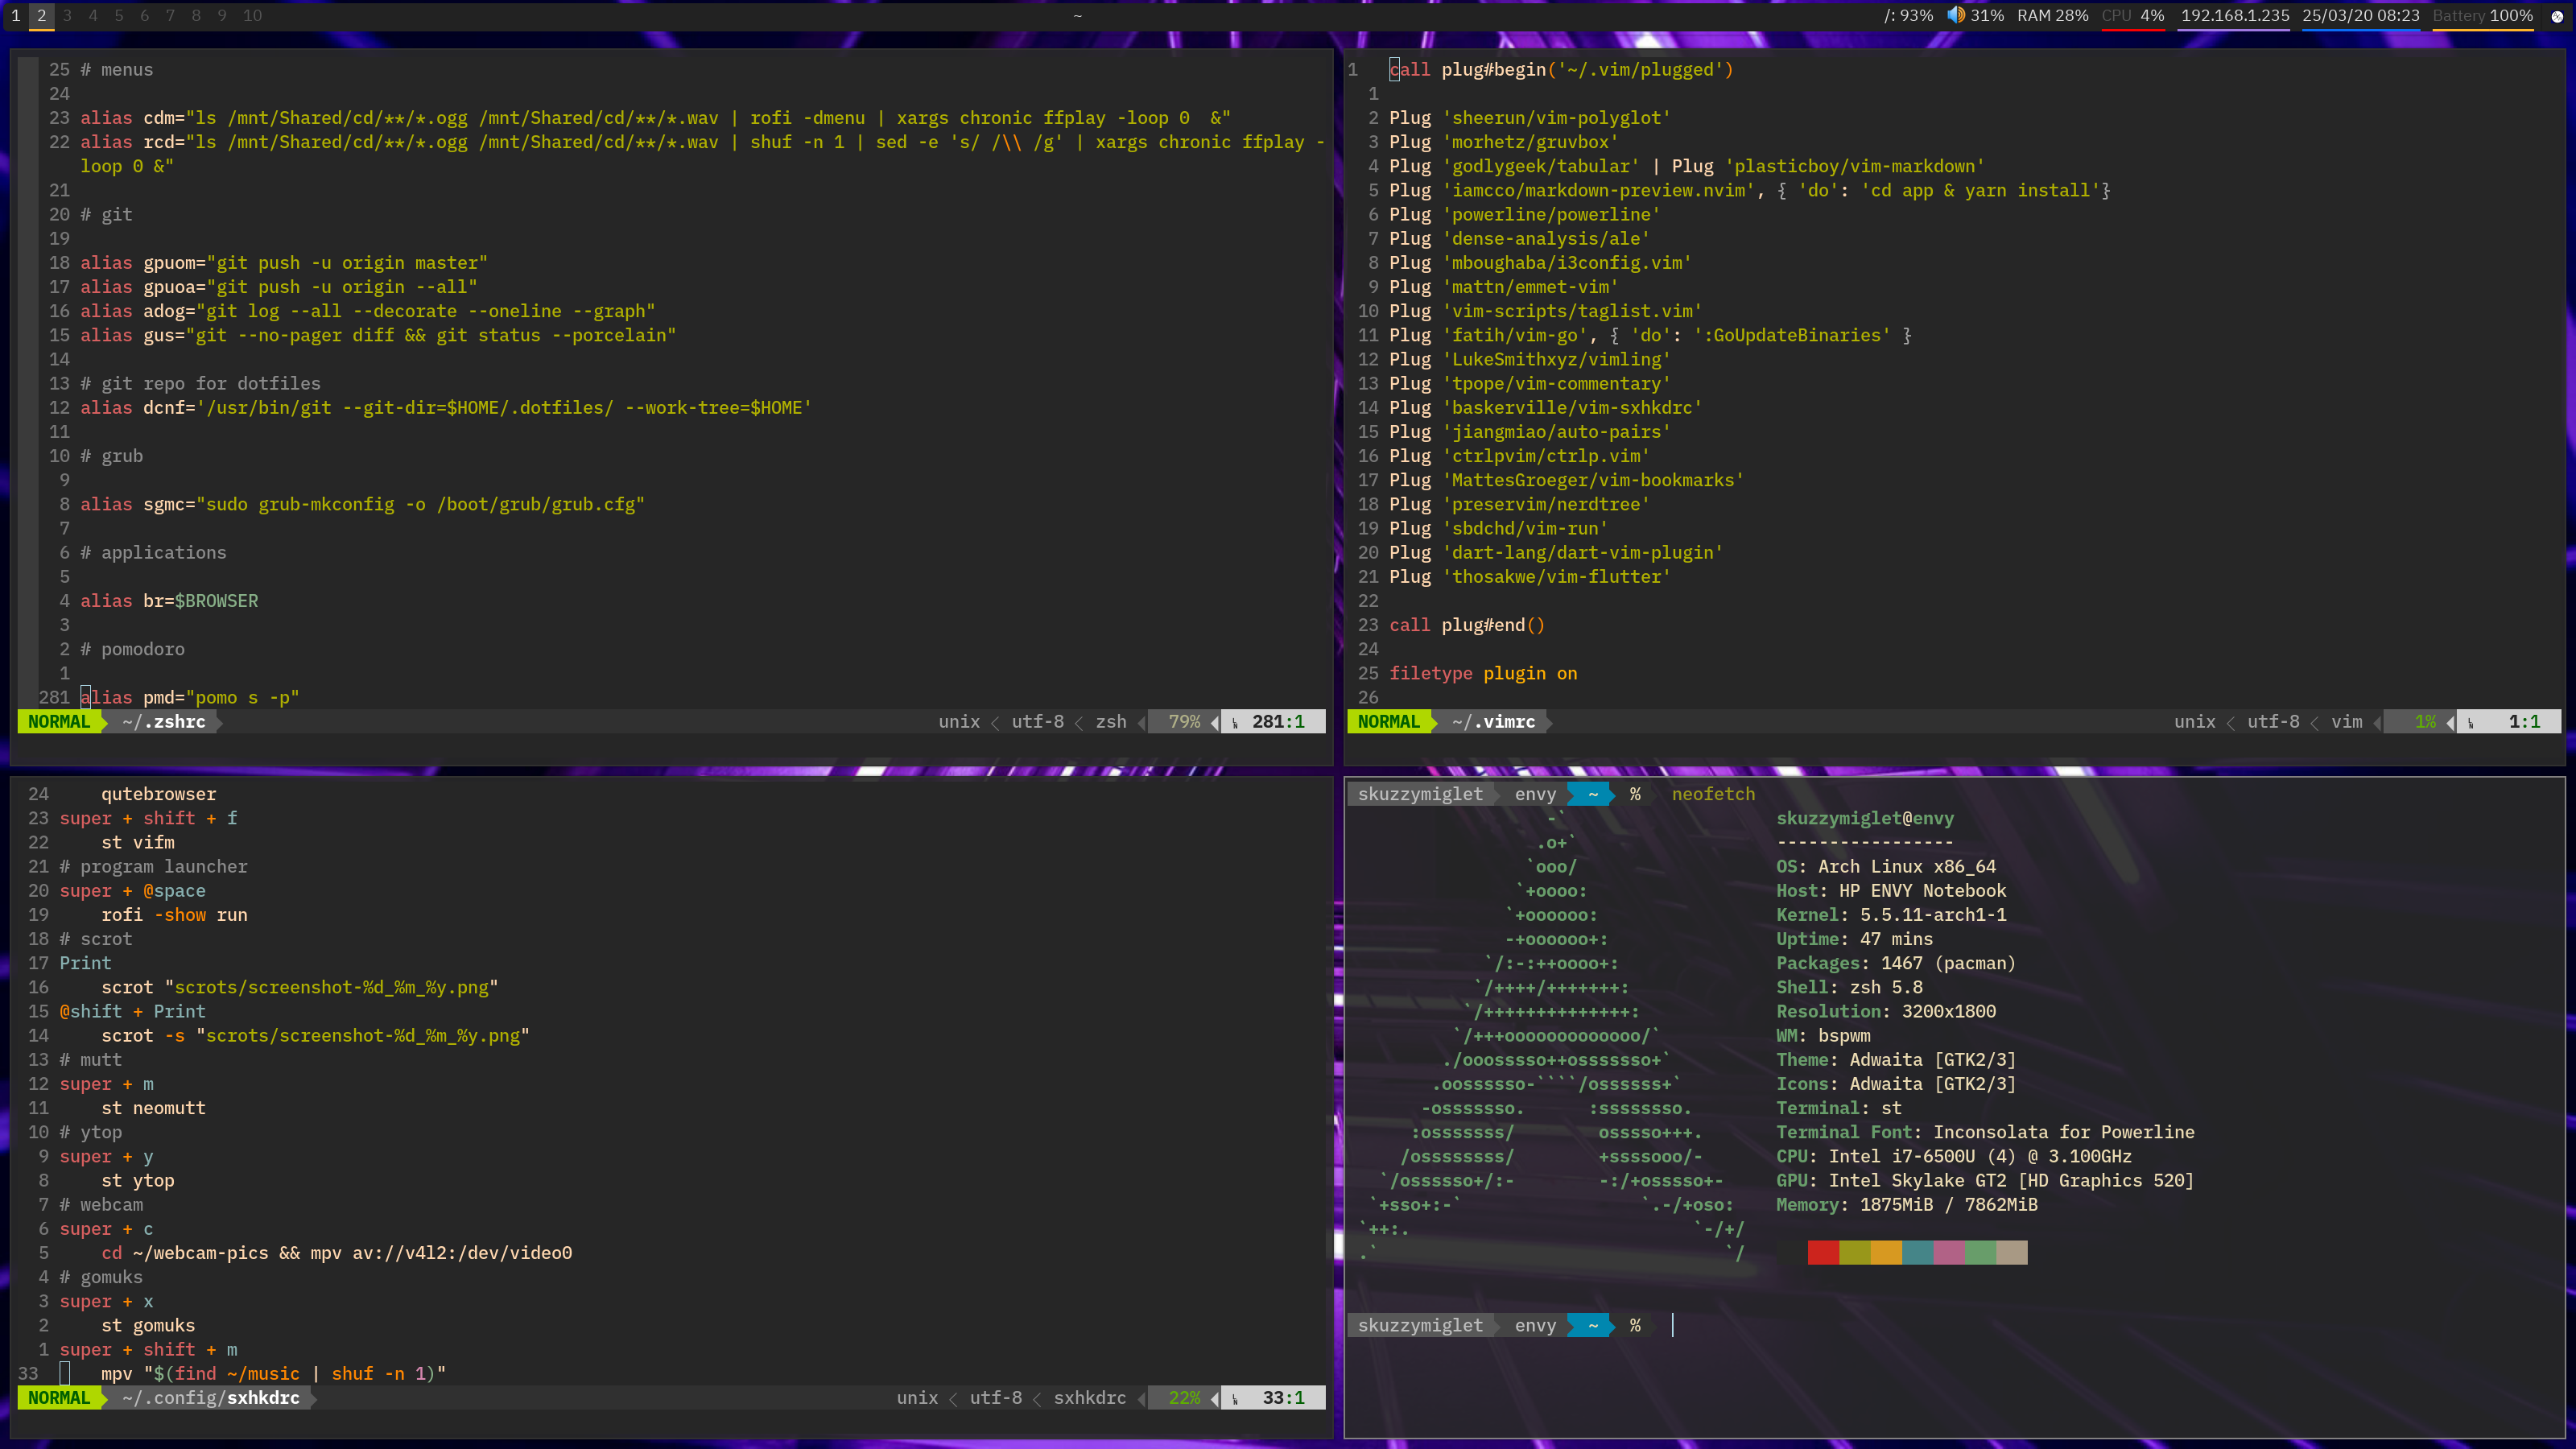 1 2 3 4 5 6 7 8 9 10 ~ /: 93% 31% RAM 28% CPU 4% 192.168.1.235 25/03/20 08:23 Battery 100%
25 # menus
24
23 alias cdm="ls /mnt/Shared/cd/**/*.ogg /mnt/Shared/cd/**/*.wav | rofi -dmenu | xargs chronic ffplay -loop 0  &"
22 alias rcd="ls /mnt/Shared/cd/**/*.ogg /mnt/Shared/cd/**/*.wav | shuf -n 1 | sed -e 's/ /\\ /g' | xargs chronic ffplay -
loop 0 &"
21
20 # git
19
18 alias gpuom="git push -u origin master"
17 alias gpuoa="git push -u origin --all"
16 alias adog="git log --all --decorate --oneline --graph"
15 alias gus="git --no-pager diff && git status --porcelain"
14
13 # git repo for dotfiles
12 alias dcnf='/usr/bin/git --git-dir=$HOME/.dotfiles/ --work-tree=$HOME'
11
10 # grub
9
8 alias sgmc="sudo grub-mkconfig -o /boot/grub/grub.cfg"
7
6 # applications
5
4 alias br=$BROWSER
3
2 # pomodoro
1
281 alias pmd="pomo s -p"
NORMAL ~/.zshrc unix < utf-8 < zsh 79% 281:1
1 call plug#begin('~/.vim/plugged')
1
2 Plug 'sheerun/vim-polyglot'
3 Plug 'morhetz/gruvbox'
4 Plug 'godlygeek/tabular' | Plug 'plasticboy/vim-markdown'
5 Plug 'iamcco/markdown-preview.nvim', { 'do': 'cd app & yarn install'}
6 Plug 'powerline/powerline'
7 Plug 'dense-analysis/ale'
8 Plug 'mboughaba/i3config.vim'
9 Plug 'mattn/emmet-vim'
10 Plug 'vim-scripts/taglist.vim'
11 Plug 'fatih/vim-go', { 'do': ':GoUpdateBinaries' }
12 Plug 'LukeSmithxyz/vimling'
13 Plug 'tpope/vim-commentary'
14 Plug 'baskerville/vim-sxhkdrc'
15 Plug 'jiangmiao/auto-pairs'
16 Plug 'ctrlpvim/ctrlp.vim'
17 Plug 'MattesGroeger/vim-bookmarks'
18 Plug 'preservim/nerdtree'
19 Plug 'sbdchd/vim-run'
20 Plug 'dart-lang/dart-vim-plugin'
21 Plug 'thosakwe/vim-flutter'
22
23 call plug#end()
24
25 filetype plugin on
26
NORMAL ~/.vimrc unix < utf-8 < vim 1% 1:1
24     qutebrowser
23 super + shift + f
22     st vifm
21 # program launcher
20 super + @space
19     rofi -show run
18 # scrot
17 Print
16     scrot "scrots/screenshot-%d_%m_%y.png"
15 @shift + Print
14     scrot -s "scrots/screenshot-%d_%m_%y.png"
13 # mutt
12 super + m
11     st neomutt
10 # ytop
9 super + y
8     st ytop
7 # webcam
6 super + c
5     cd ~/webcam-pics && mpv av://v4l2:/dev/video0
4 # gomuks
3 super + x
2     st gomuks
1 super + shift + m
33     mpv "$(find ~/music | shuf -n 1)"
NORMAL ~/.config/sxhkdrc unix < utf-8 < sxhkdrc 22% 33:1
skuzzymiglet envy ~ % neofetch
-` skuzzymiglet@envy
.o+` -----------------
`ooo/ OS: Arch Linux x86_64
`+oooo: Host: HP ENVY Notebook
`+oooooo: Kernel: 5.5.11-arch1-1
-+oooooo+: Uptime: 47 mins
`/:-:++oooo+: Packages: 1467 (pacman)
`/++++/+++++++: Shell: zsh 5.8
`/++++++++++++++: Resolution: 3200x1800
`/+++ooooooooooooo/` WM: bspwm
./ooosssso++osssssso+` Theme: Adwaita [GTK2/3]
.oossssso-````/ossssss+` Icons: Adwaita [GTK2/3]
-osssssso.      :ssssssso. Terminal: st
:osssssss/        osssso+++. Terminal Font: Inconsolata for Powerline
/ossssssss/        +ssssooo/- CPU: Intel i7-6500U (4) @ 3.100GHz
`/ossssso+/:-        -:/+osssso+- GPU: Intel Skylake GT2 [HD Graphics 520]
`+sso+:-`                 `.-/+oso: Memory: 1875MiB / 7862MiB
`++:.                           `-/+/
.`                                 `/
skuzzymiglet envy ~ %